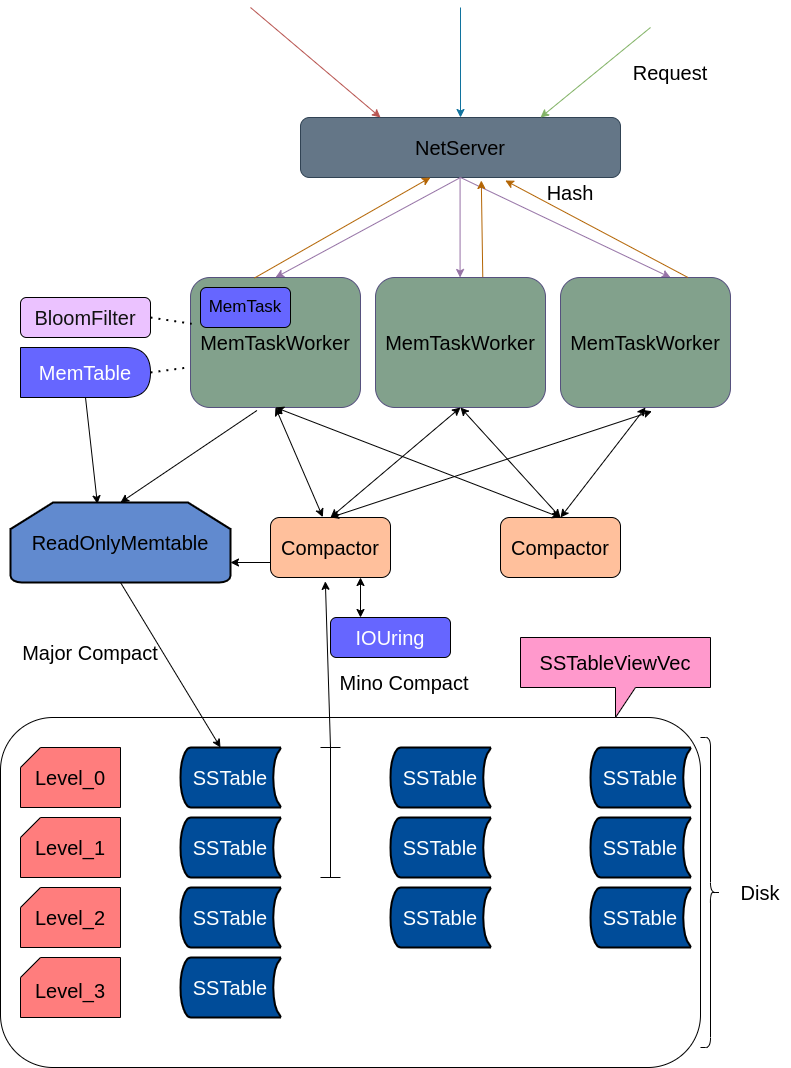 Request
NetServer
Hash
MemTask
BloomFilter
MemTaskWorker
MemTaskWorker
MemTaskWorker
MemTable
ReadOnlyMemtable
Compactor
Compactor
IOUring
Major Compact
Mino Compact
SSTableViewVec
Level_0
SSTable
SSTable
SSTable
Level_1
SSTable
SSTable
SSTable
Disk
Level_2
SSTable
SSTable
SSTable
Level_3
SSTable